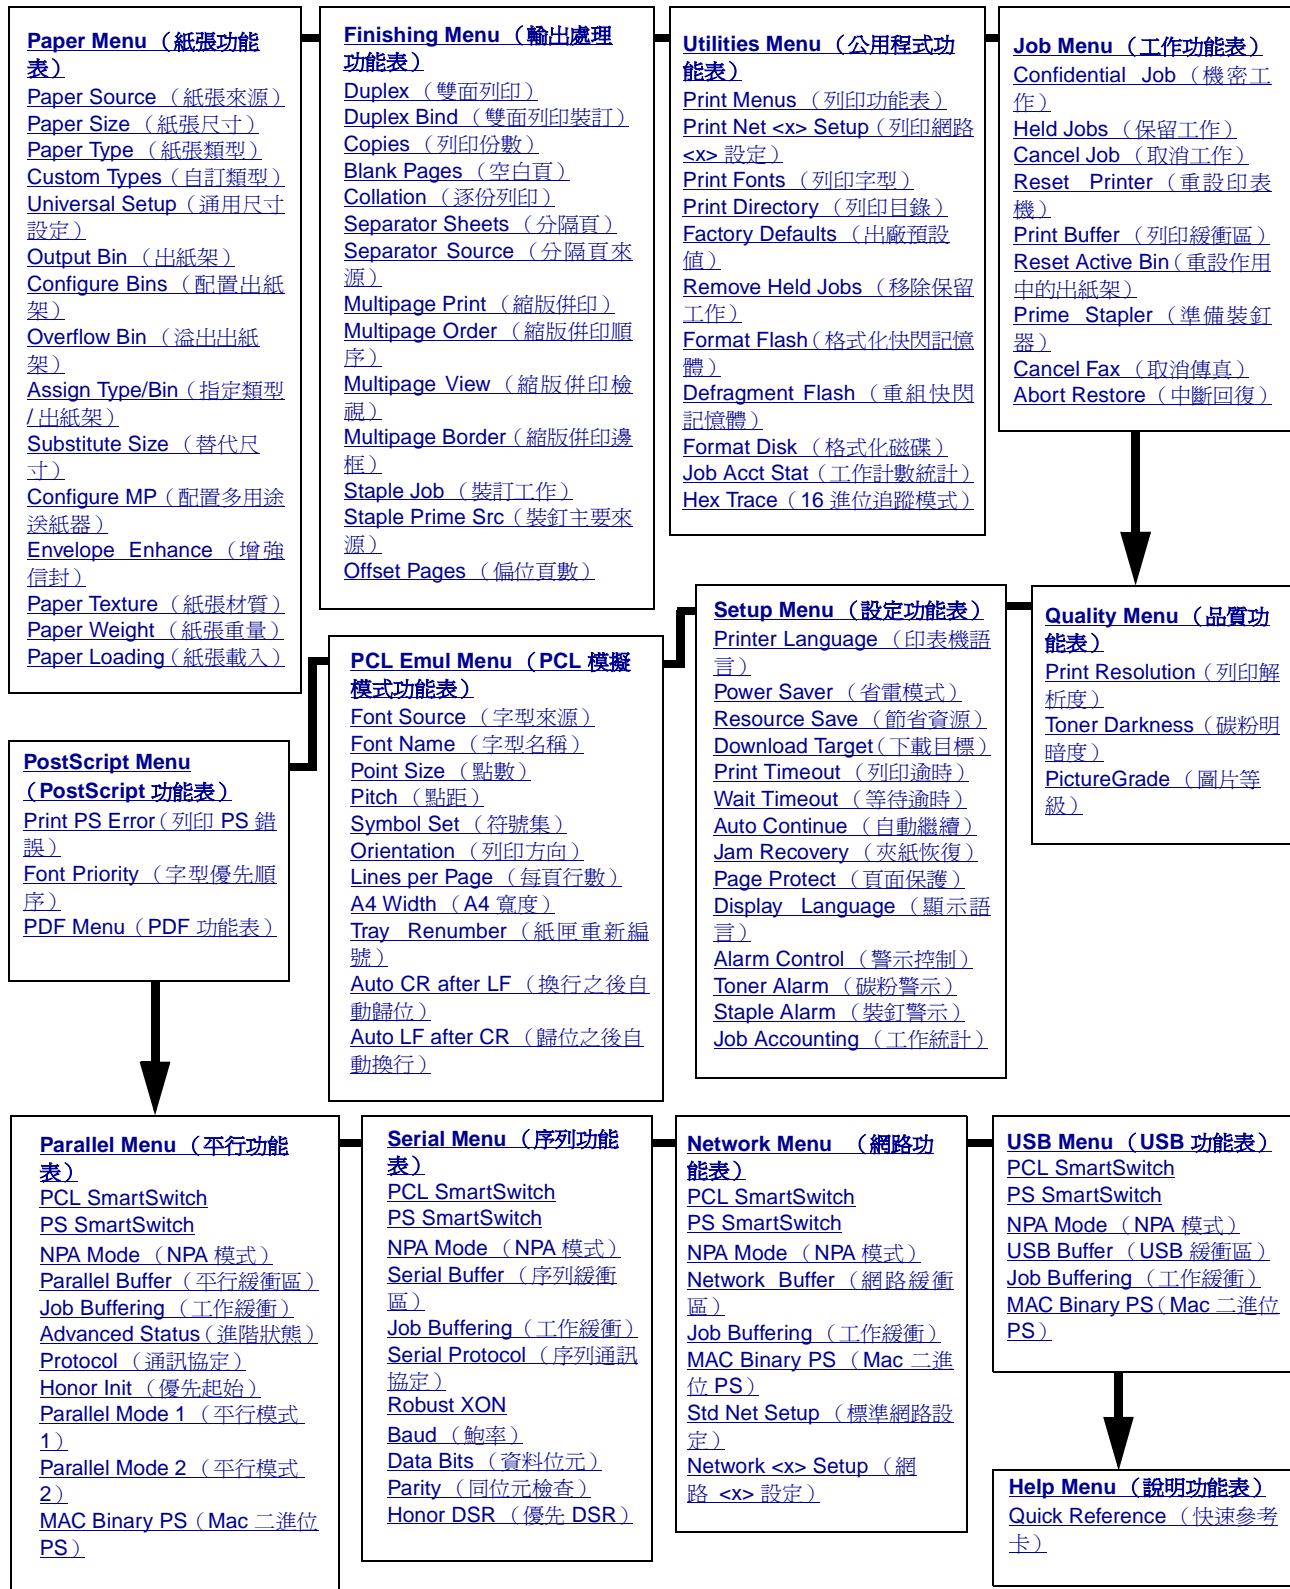 Paper Menu （紙張功能
表）
Paper Source （紙張來源）
Paper Size （紙張尺寸）
Paper Type （紙張類型）
Custom Types（自訂類型）
Universal Setup（通用尺寸
設定）
Output Bin （出紙架）
Configure Bins （配置出紙
架）
Overflow Bin （溢出出紙
架）
Assign Type/Bin（指定類型
/ 出紙架）
Substitute Size （替代尺
寸）
Configure MP（配置多用途
送紙器）
Envelope Enhance（增強
信封）
Paper Texture （紙張材質）
Paper Weight （紙張重量）
Paper Loading（紙張載入）
Finishing Menu （輸出處理
功能表）
Duplex （雙面列印）
Duplex Bind （雙面列印裝訂）
Copies （列印份數）
Blank Pages （空白頁）
Collation （逐份列印）
Separator Sheets （分隔頁）
Separator Source（分隔頁來
源）
Multipage Print（縮版併印）
Multipage Order（縮版併印順
序）
Multipage View（縮版併印檢
視）
Multipage Border（縮版併印邊
框）
Staple Job （裝訂工作）
Staple Prime Src（裝釘主要來
源）
Offset Pages （偏位頁數）
Utilities Menu（公用程式功
能表）
Print Menus （列印功能表）
Print Net <x> Setup（列印網路
<x> 設定）
Print Fonts （列印字型）
Print Directory （列印目錄）
Factory Defaults （出廠預設
值）
Remove Held Jobs（移除保留
工作）
Format Flash（格式化快閃記憶
體）
Defragment Flash（重組快閃
記憶體）
Format Disk （格式化磁碟）
Job Acct Stat（工作計數統計）
Hex Trace（16 進位追蹤模式）
Job Menu（工作功能表）
Confidential Job（機密工
作）
Held Jobs（保留工作）
Cancel Job（取消工作）
Reset Printer（重設印表
機）
Print Buffer（列印緩衝區）
Reset Active Bin（重設作用
中的出紙架）
Prime Stapler（準備裝釘
器）
Cancel Fax（取消傳真）
Abort Restore（中斷回復）
PostScript Menu
（PostScript 功能表）
Print PS Error（列印 PS 錯
誤）
Font Priority （字型優先順
序）
PDF Menu（PDF 功能表）
PCL Emul Menu（PCL 模擬
模式功能表）
Font Source （字型來源）
Font Name （字型名稱）
Point Size （點數）
Pitch （點距）
Symbol Set （符號集）
Orientation （列印方向）
Lines per Page （每頁行數）
A4 Width （A4 寬度）
Tray Renumber（紙匣重新編
號）
Auto CR after LF （換行之後自
動歸位）
Auto LF after CR （歸位之後自
動換行）
Setup Menu （設定功能表）
Printer Language（印表機語
言）
Power Saver （省電模式）
Resource Save （節省資源）
Download Target（下載目標）
Print Timeout （列印逾時）
Wait Timeout （等待逾時）
Auto Continue （自動繼續）
Jam Recovery （夾紙恢復）
Page Protect （頁面保護）
Display Language（顯示語
言）
Alarm Control （警示控制）
Toner Alarm （碳粉警示）
Staple Alarm （裝釘警示）
Job Accounting （工作統計）
Quality Menu （品質功
能表）
Print Resolution（列印解
析度）
Toner Darkness（碳粉明
暗度）
PictureGrade（圖片等
級）
Parallel Menu（平行功能
表）
PCL SmartSwitch
PS SmartSwitch
NPA Mode（NPA 模式）
Parallel Buffer（平行緩衝區）
Job Buffering （工作緩衝）
Advanced Status（進階狀態）
Protocol （通訊協定）
Honor Init （優先起始）
Parallel Mode 1 （平行模式
1）
Parallel Mode 2 （平行模式
2）
MAC Binary PS（Mac 二進位
PS）
Serial Menu （序列功能
表）
PCL SmartSwitch
PS SmartSwitch
NPA Mode（NPA 模式）
Serial Buffer（序列緩衝
區）
Job Buffering（工作緩衝）
Serial Protocol（序列通訊
協定）
Robust XON
Baud （鮑率）
Data Bits （資料位元）
Parity （同位元檢查）
Honor DSR （優先 DSR）
Network Menu （網路功
能表）
PCL SmartSwitch
PS SmartSwitch
NPA Mode（NPA 模式）
Network Buffer（網路緩衝
區）
Job Buffering（工作緩衝）
MAC Binary PS（Mac 二進
位 PS）
Std Net Setup（標準網路設
定）
Network <x> Setup（網
路 <x> 設定）
USB Menu（USB 功能表）
PCL SmartSwitch
PS SmartSwitch
NPA Mode（NPA 模式）
USB Buffer（USB 緩衝區）
Job Buffering（工作緩衝）
MAC Binary PS（Mac 二進位
PS）
Help Menu（說明功能表）
Quick Reference （快速參考
卡）